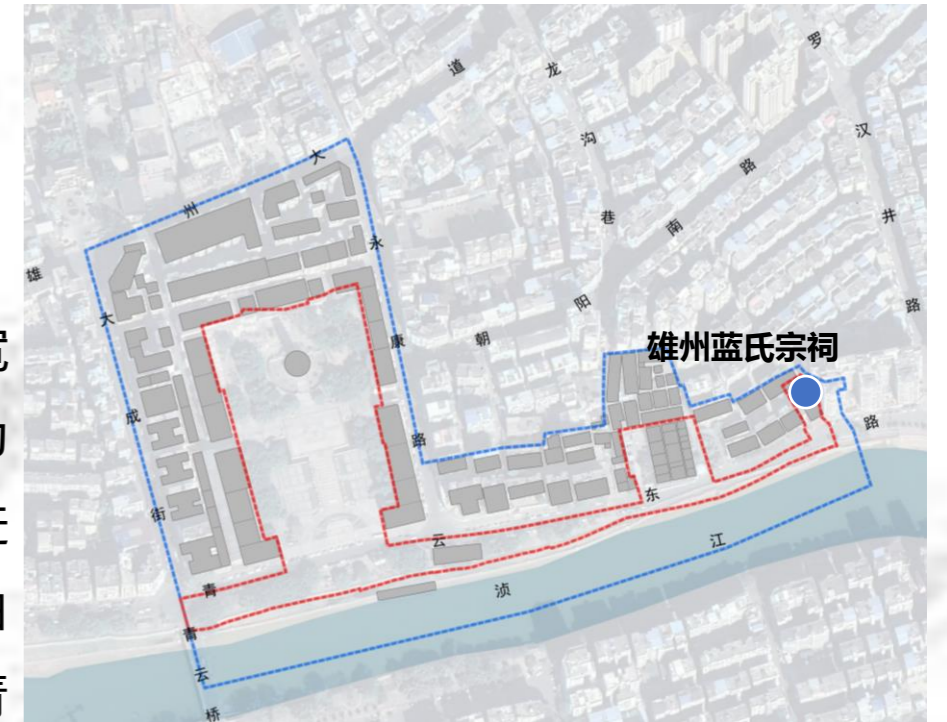 雄州大道
龙沟巷
罗汉井路
朝阳南路
永康路
大成街
雄州蓝氏宗祠
青云东路
浈江
青云桥